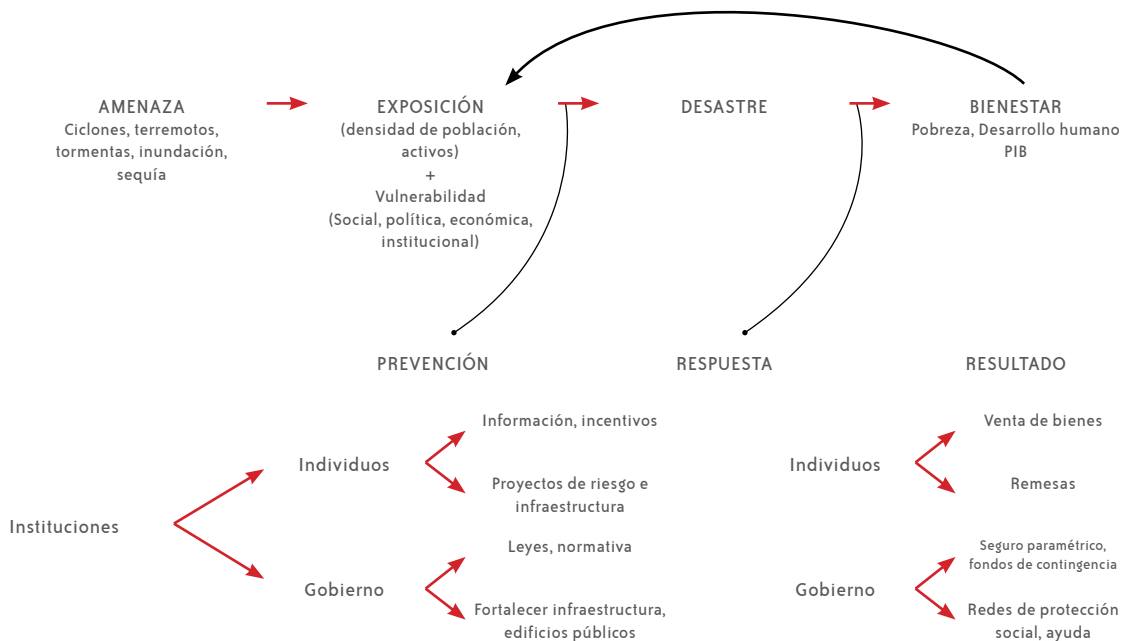 AMENAZA
Ciclones, terremotos,
tormentas, inundación,
sequía
EXPOSICIÓN
(densidad de población,
activos)
+
Vulnerabilidad
(Social, política, económica,
institucional)
DESASTRE
BIENESTAR
Pobreza, Desarrollo humano
PIB
PREVENCIÓN
RESPUESTA
RESULTADO
Instituciones
Individuos
Información, incentivos
Proyectos de riesgo e
infraestructura
Gobierno
Leyes, normativa
Fortalecer infraestructura,
edificios públicos
Individuos
Venta de bienes
Remesas
Gobierno
Seguro paramétrico,
fondos de contingencia
Redes de protección
social, ayuda